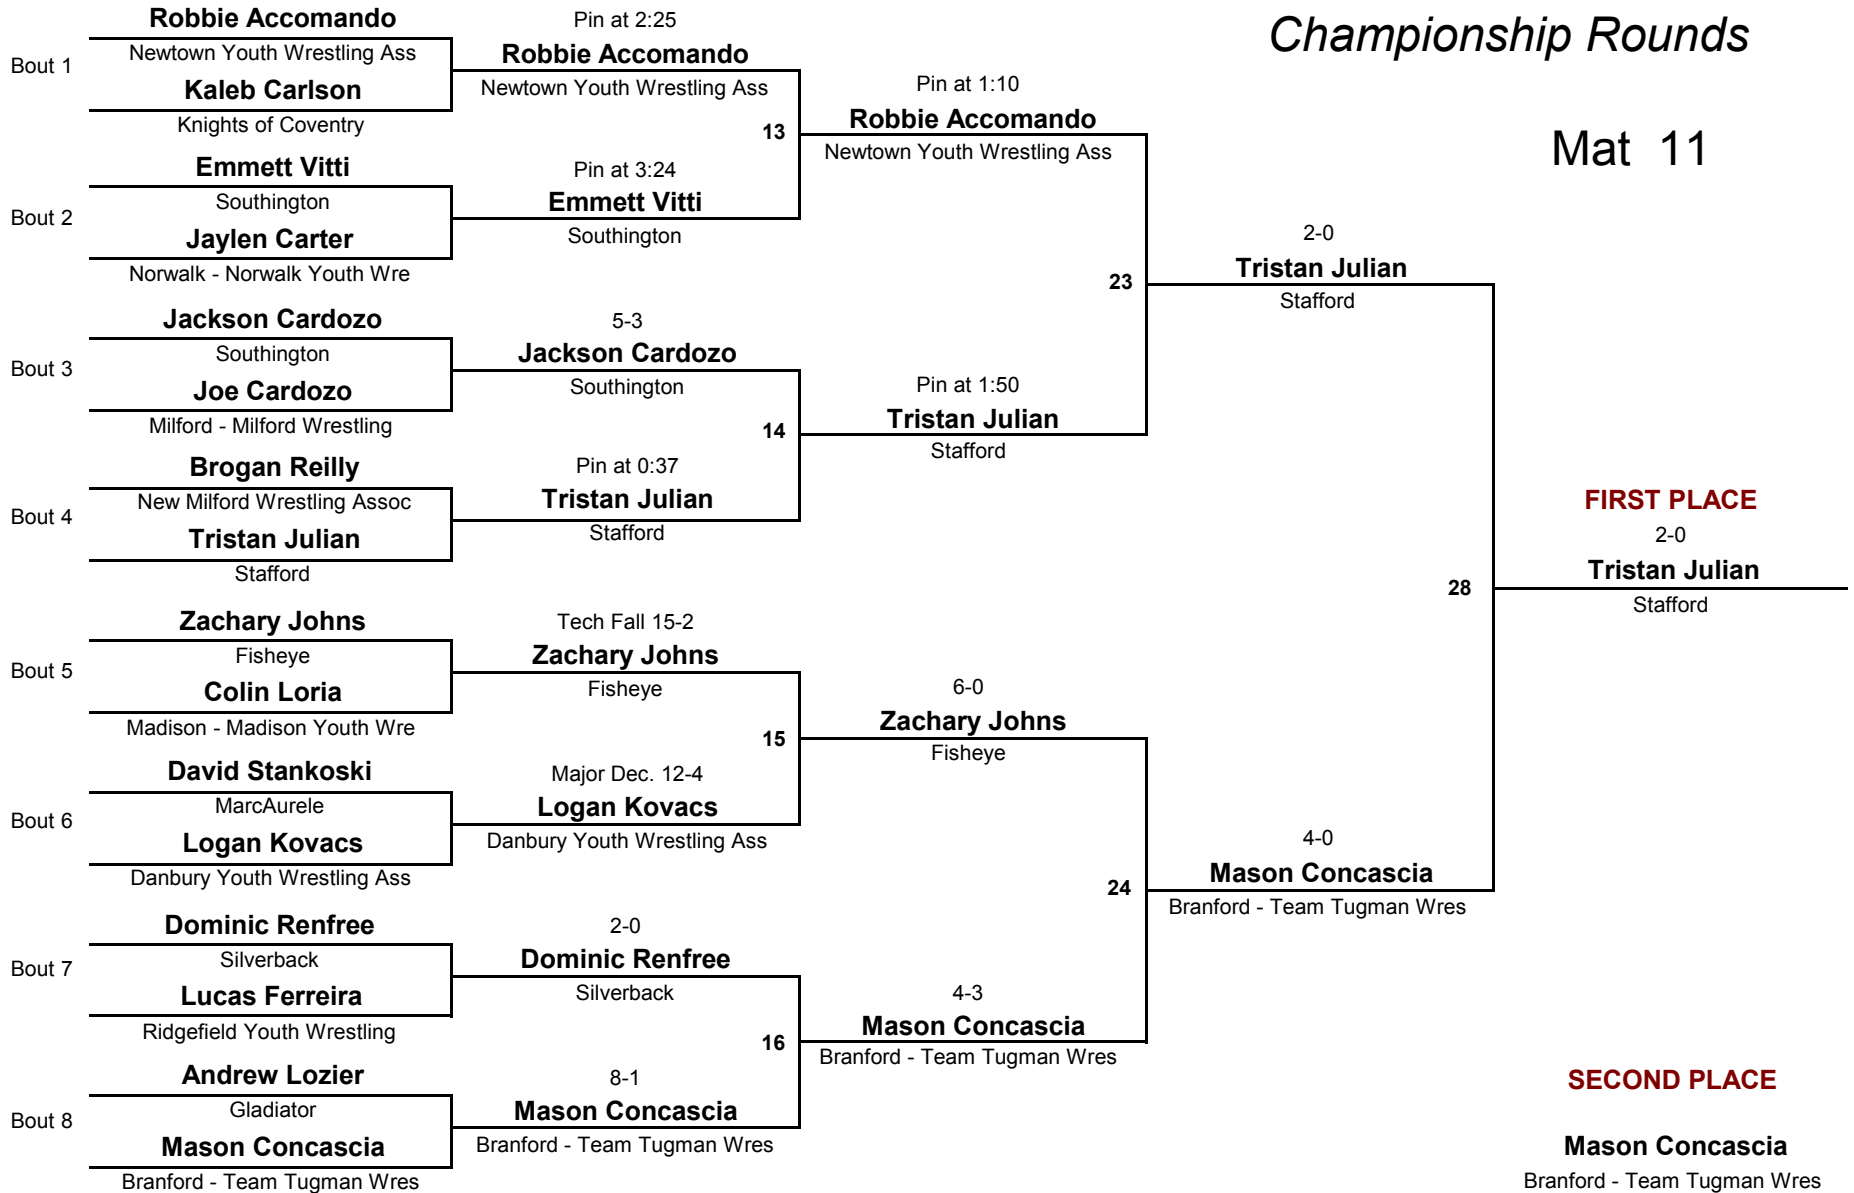 Championship Rounds
Mat 11
Bout 1
Robbie Accomando
Newtown Youth Wrestling Ass
Kaleb Carlson
Knights of Coventry
Bout 2
Emmett Vitti
Southington
Jaylen Carter
Norwalk - Norwalk Youth Wre
Bout 3
Jackson Cardozo
Southington
Joe Cardozo
Milford - Milford Wrestling
Bout 4
Brogan Reilly
New Milford Wrestling Assoc
Tristan Julian
Stafford
Bout 5
Zachary Johns
Fisheye
Colin Loria
Madison - Madison Youth Wre
Bout 6
David Stankoski
MarcAurele
Logan Kovacs
Danbury Youth Wrestling Ass
Bout 7
Dominic Renfree
Silverback
Lucas Ferreira
Ridgefield Youth Wrestling
Bout 8
Andrew Lozier
Gladiator
Mason Concascia
Branford - Team Tugman Wres
Pin at 2:25
Robbie Accomando
Newtown Youth Wrestling Ass
13
Pin at 3:24
Emmett Vitti
Southington
5-3
Jackson Cardozo
Southington
14
Pin at 0:37
Tristan Julian
Stafford
Tech Fall 15-2
Zachary Johns
Fisheye
15
Major Dec. 12-4
Logan Kovacs
Danbury Youth Wrestling Ass
2-0
Dominic Renfree
Silverback
16
8-1
Mason Concascia
Branford - Team Tugman Wres
Pin at 1:10
Robbie Accomando
Newtown Youth Wrestling Ass
23
Pin at 1:50
Tristan Julian
Stafford
6-0
Zachary Johns
Fisheye
24
4-3
Mason Concascia
Branford - Team Tugman Wres
2-0
Tristan Julian
Stafford
28
4-0
Mason Concascia
Branford - Team Tugman Wres
FIRST PLACE
2-0
Tristan Julian
Stafford
SECOND PLACE
Mason Concascia
Branford - Team Tugman Wres